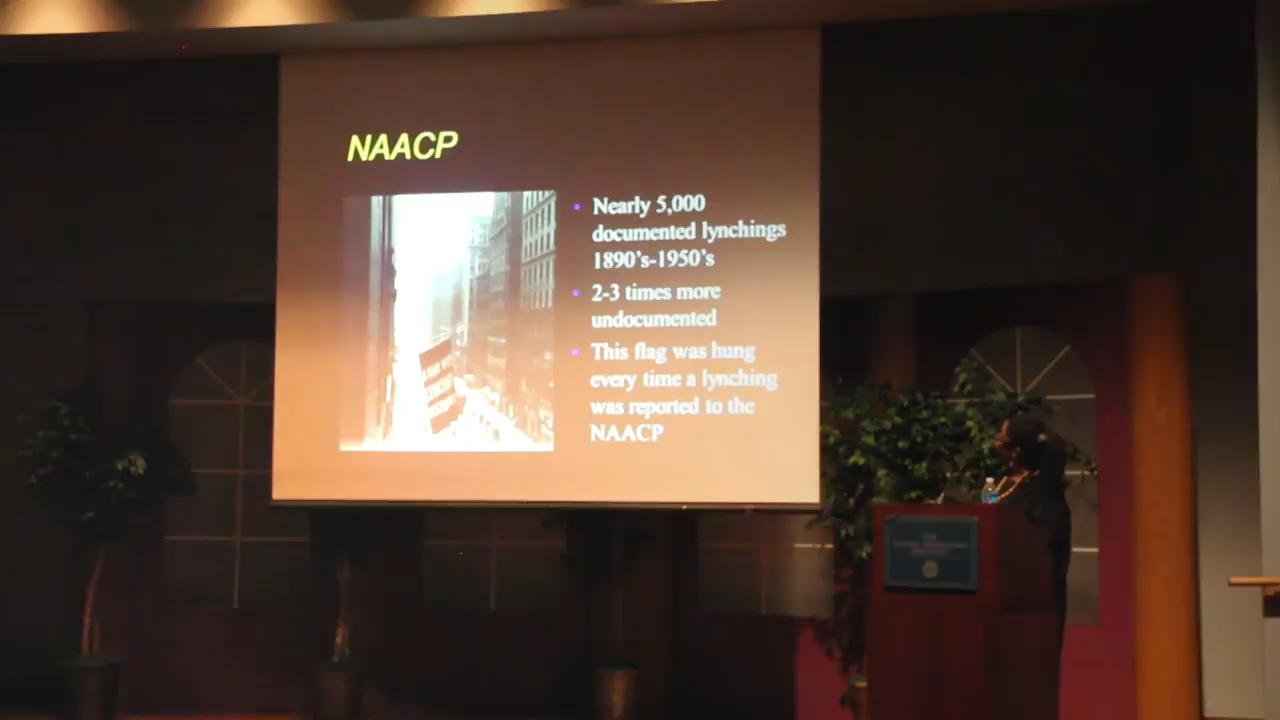 NAACP
• Nearly 5,000
documented lynchings
1890's-1950's
• 2-3 times more
undocumented
• This flag was hung
every time a lynching
was reported to the
NAACP